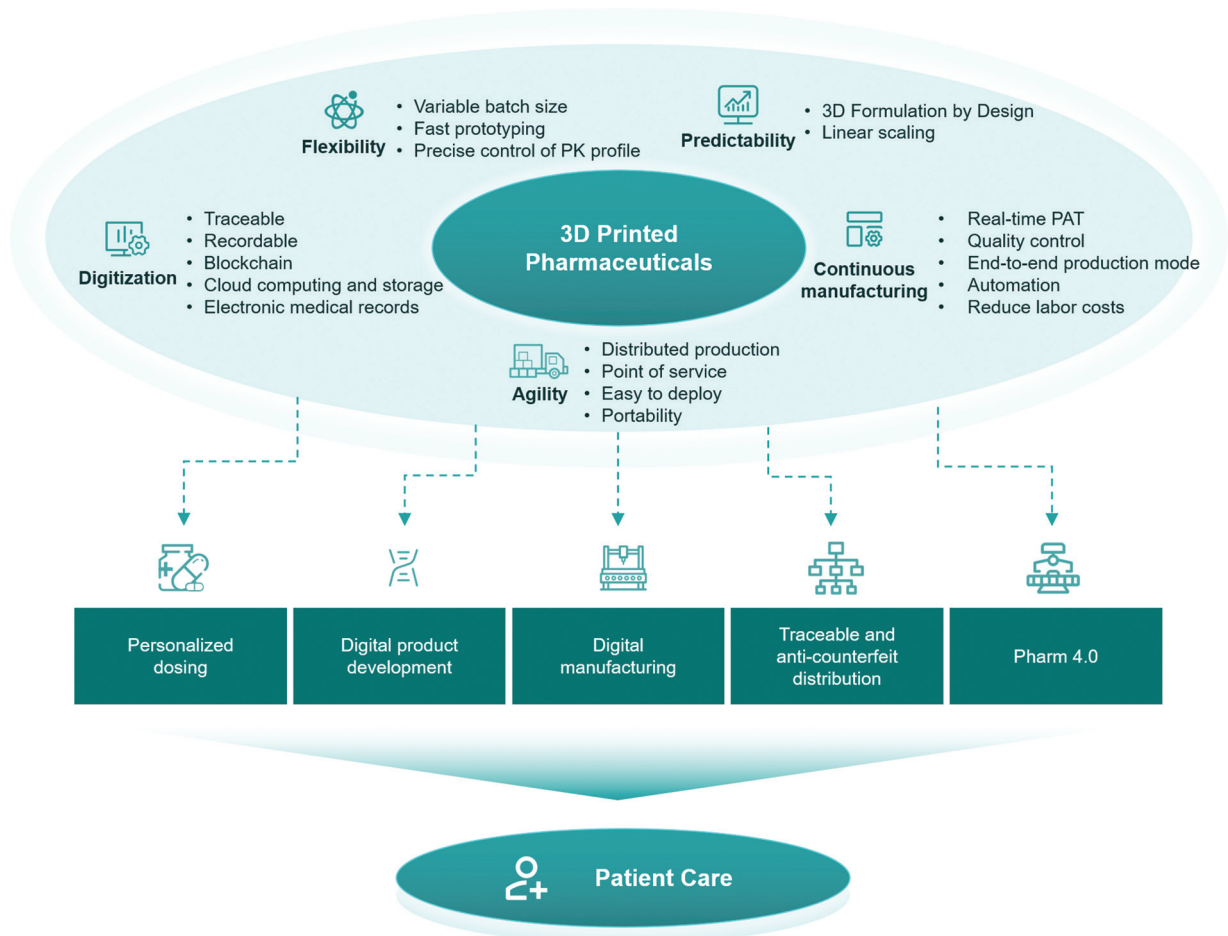 Flexibility
• Variable batch size
• Fast prototyping
• Precise control of PK profile
Predictability
• 3D Formulation by Design
• Linear scaling
Digitization
• Traceable
• Recordable
• Blockchain
• Cloud computing and storage
• Electronic medical records
3D Printed
Pharmaceuticals
Continuous
manufacturing
• Real-time PAT
• Quality control
• End-to-end production mode
• Automation
• Reduce labor costs
Agility
• Distributed production
• Point of service
• Easy to deploy
• Portability
Personalized
dosing
Digital product
development
Digital
manufacturing
Traceable and
anti-counterfeit
distribution
Pharm 4.0
Patient Care